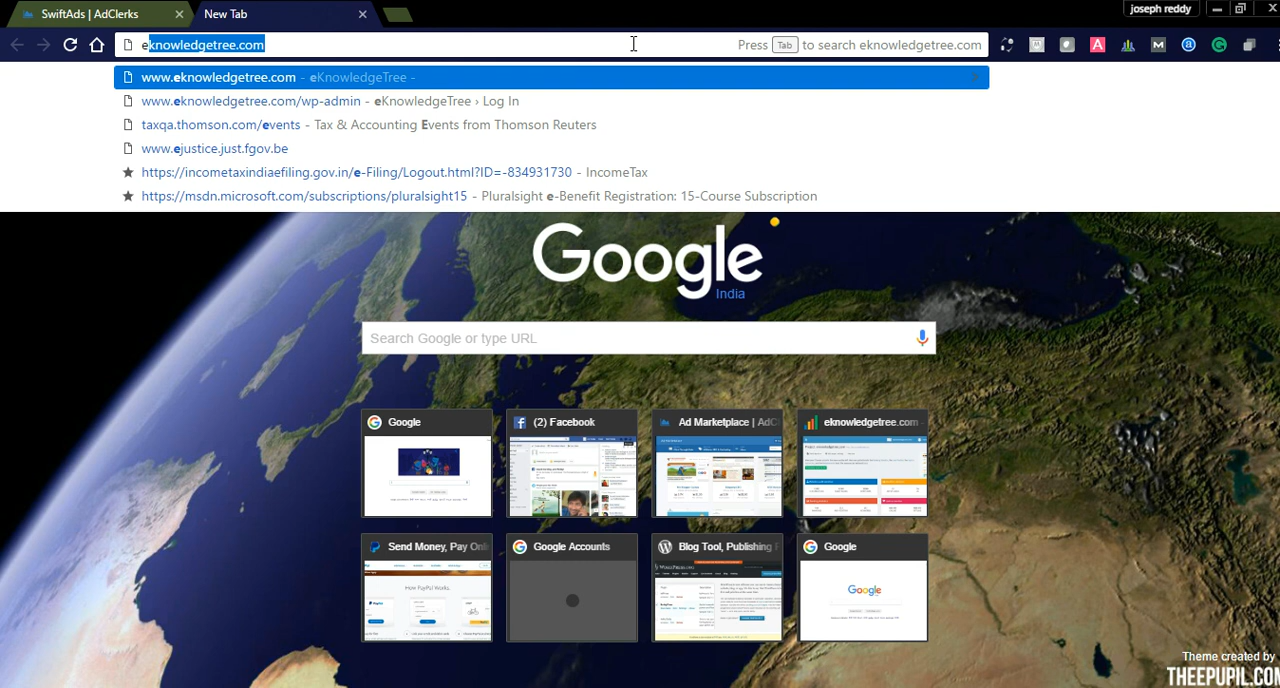 SwiftAds | AdClerks
New Tab
joseph reddy
eknowledgetree.com
Press Tab to search eknowledgetree.com
www.eknowledgetree.com - eKnowledgeTree -
www.eknowledgetree.com/wp-admin - eKnowledgeTree › Log In
taxqa.thomson.com/events - Tax & Accounting Events from Thomson Reuters
www.ejustice.just.fgov.be
https://incometaxindiaefiling.gov.in/e-Filing/Logout.html?ID=-834931730 - IncomeTax
https://msdn.microsoft.com/subscriptions/pluralsight15 - Pluralsight e-Benefit Registration: 15-Course Subscription
Google
India
Search Google or type URL
Google
(2) Facebook
Ad Marketplace | AdC
eknowledgetree.com -
Send Money, Pay Onl
Google Accounts
Blog Tool, Publishing P
Google
How PayPal Works.
Google
Theme created by
THEEPUPIL.COM